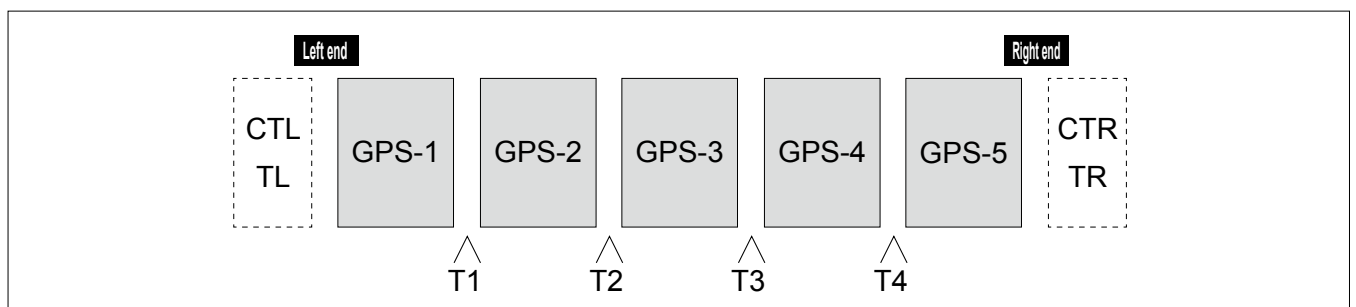 Left end
Right end
CTL
TL
GPS-1
GPS-2
GPS-3
GPS-4
GPS-5
CTR
TR
T1
T2
T3
T4